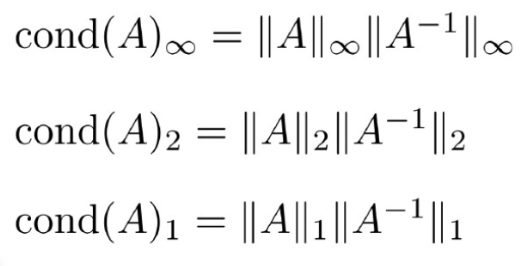 cond(A)∞ = ‖A‖∞‖A⁻¹‖∞
cond(A)₂ = ‖A‖₂‖A⁻¹‖₂
cond(A)₁ = ‖A‖₁‖A⁻¹‖₁